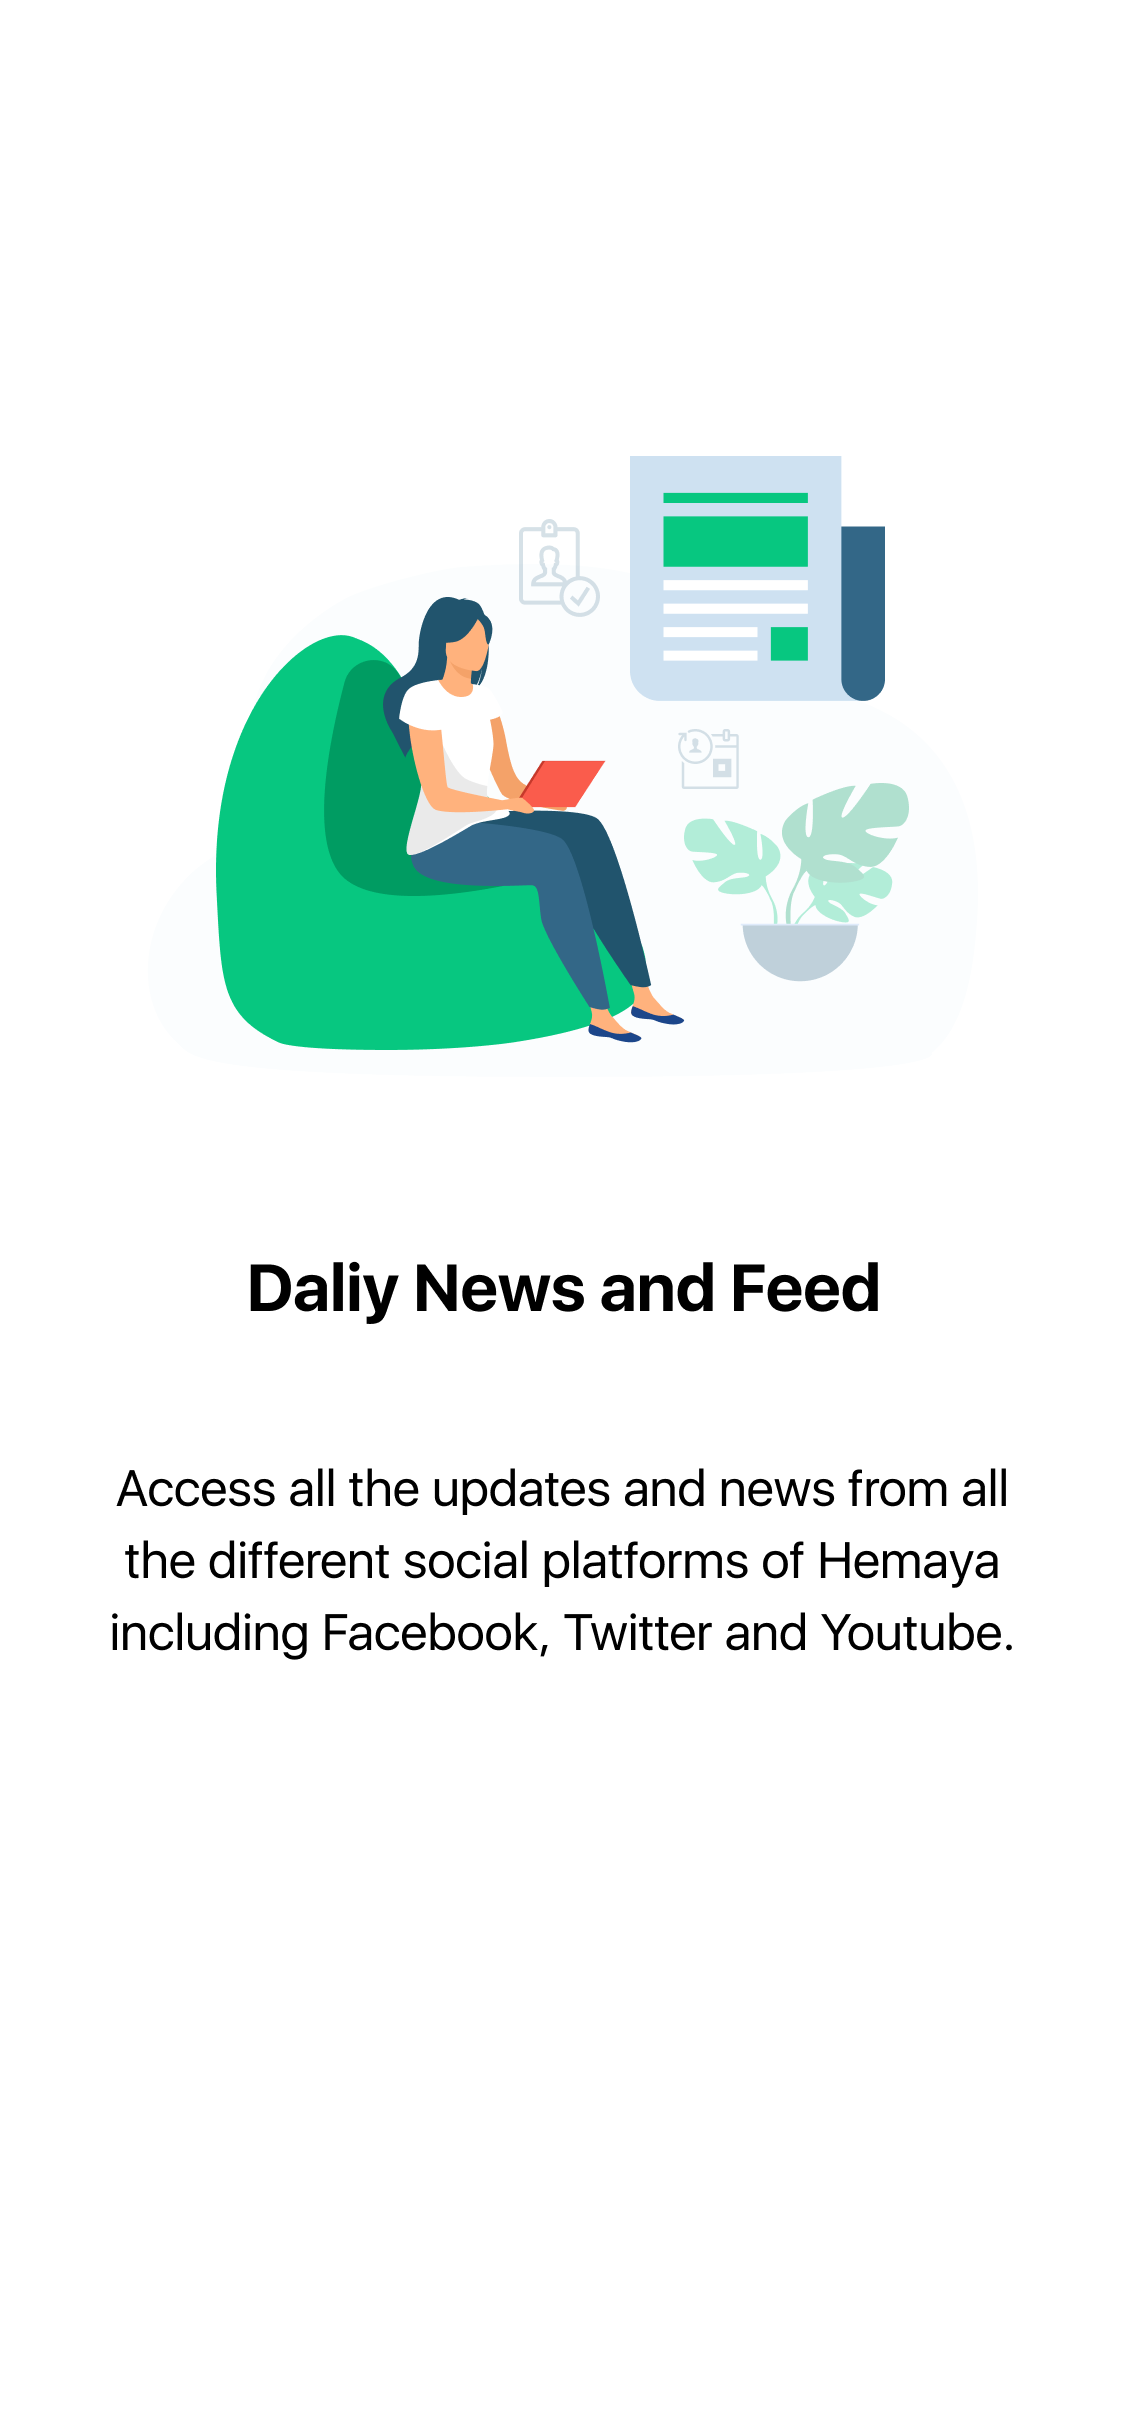 Daliy News and Feed
Access all the updates and news from all
the different social platforms of Hemaya
including Facebook, Twitter and Youtube.